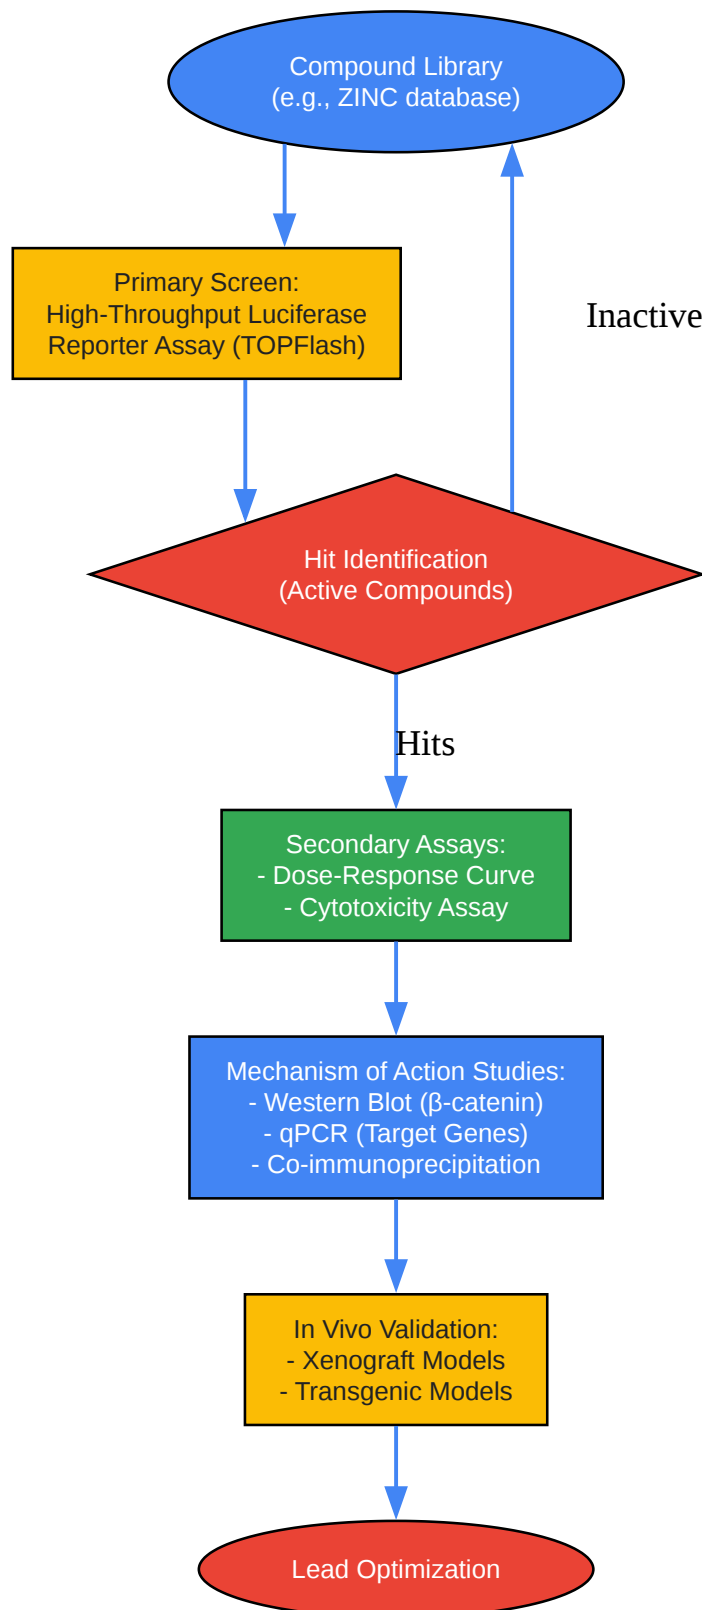 Compound Library
(e.g., ZINC database)
Primary Screen:
High-Throughput Luciferase
Reporter Assay (TOPFlash)
Inactive
Hit Identification
(Active Compounds)
Hits
Secondary Assays:
- Dose-Response Curve
- Cytotoxicity Assay
Mechanism of Action Studies:
- Western Blot (β-catenin)
- qPCR (Target Genes)
- Co-immunoprecipitation
In Vivo Validation:
- Xenograft Models
- Transgenic Models
Lead Optimization